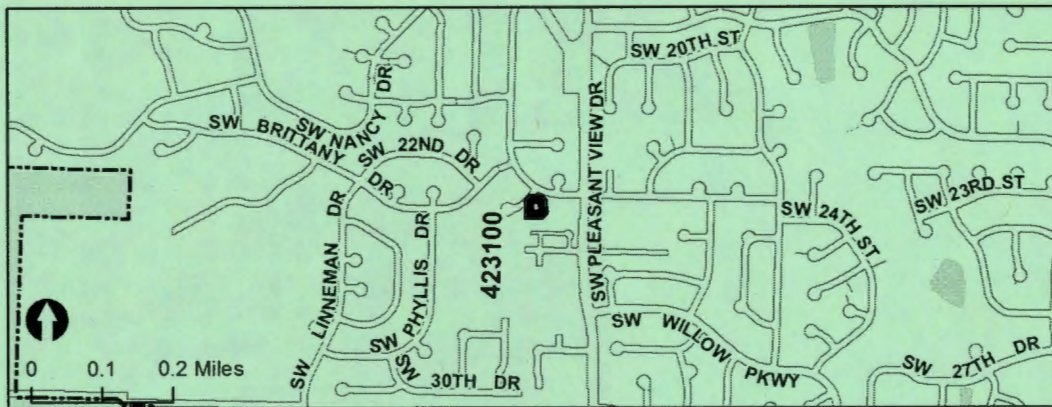 SW 20TH ST
SW PLEASANT VIEW DR
SW NANCY DR
SW BRITTANY DR
SW 22ND DR
SW 23RD ST
SW 24TH ST
SW LINNEMAN DR
SW PHYLLIS DR
423100
SW WILLOW PKWY
SW 30TH DR
SW 27TH DR
0 0.1 0.2 Miles